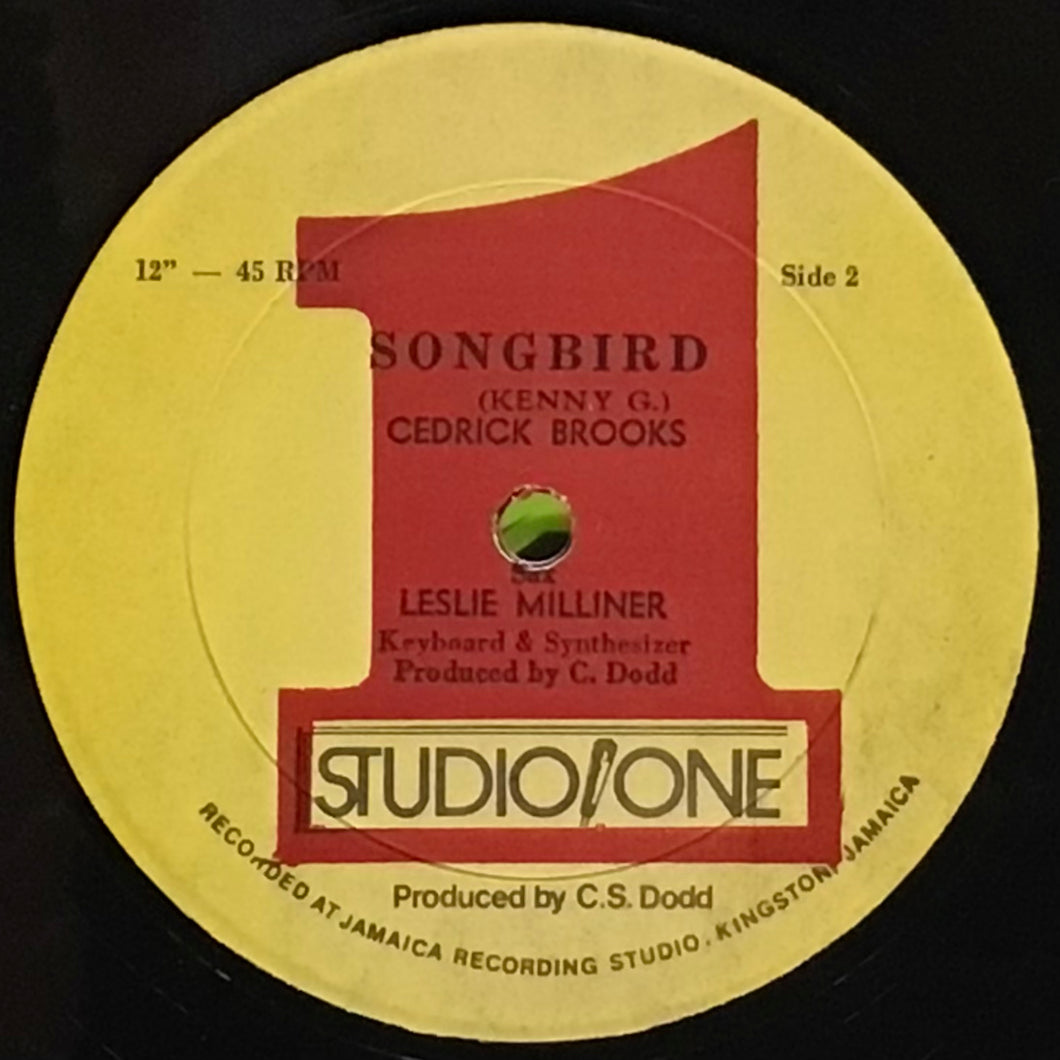 12” — 45 RPM
Side 2
SONGBIRD
(KENNY G.)
CEDRICK BROOKS
Sax
LESLIE MILLINER
Keyboard & Synthesizer
Produced by C. Dodd
STUDIO ONE
Produced by C.S. Dodd
RECORDED AT JAMAICA RECORDING STUDIO, KINGSTON, JAMAICA